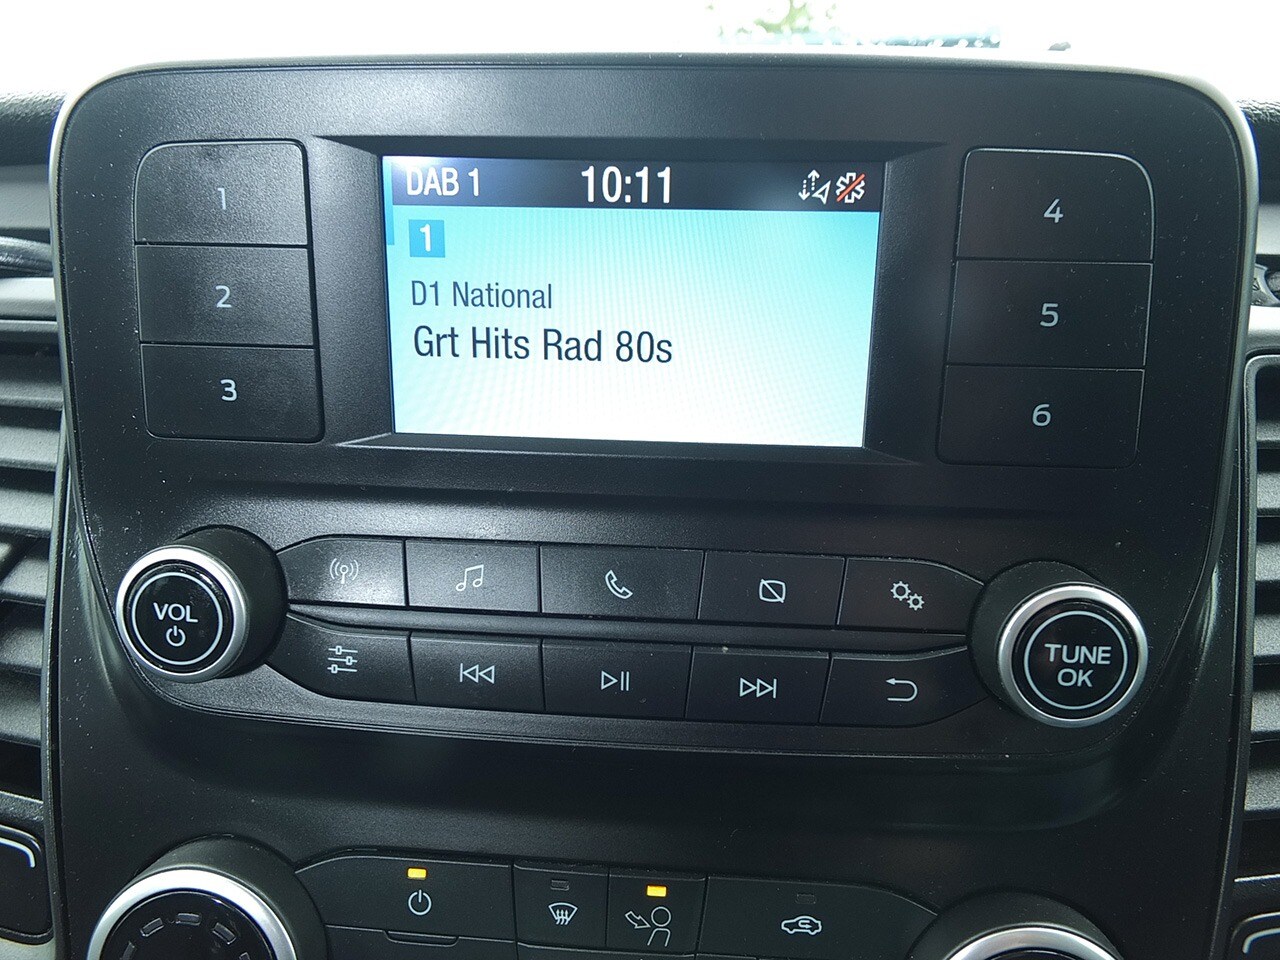 DAB 1 10:11
1
D1 National
Grt Hits Rad 80s
1
2
3
4
5
6
VOL
TUNE
OK